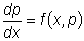 dp/dx = f(x, p)